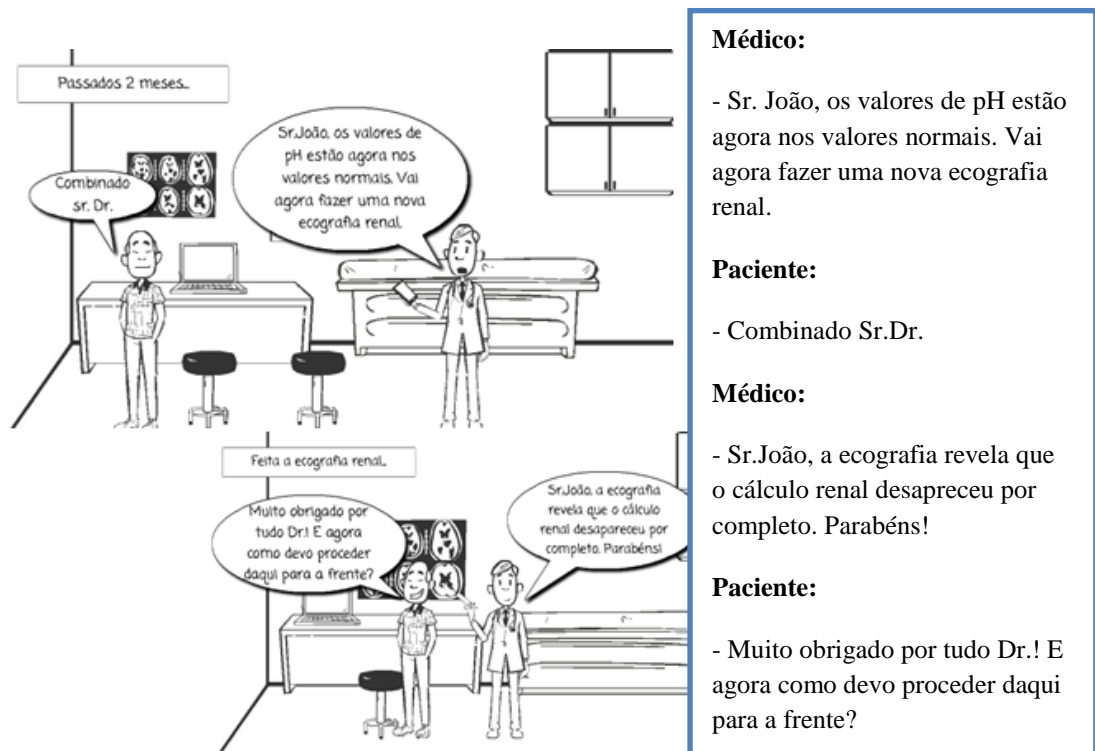 Passados 2 meses...
Sr.João, os valores de
pH estão agora nos
valores normais. Vai
agora fazer uma nova
ecografia renal.
Combinado
sr. Dr.
Feita a ecografia renal...
Sr.João, a ecografia
revela que o cálculo
renal desapareceu por
completo. Parabéns!
Muito obrigado por
tudo Dr.! E agora
como devo proceder
daqui para a frente?
Médico:
- Sr. João, os valores de pH estão
agora nos valores normais. Vai
agora fazer uma nova ecografia
renal.
Paciente:
- Combinado Sr.Dr.
Médico:
- Sr.João, a ecografia revela que
o cálculo renal desapreceu por
completo. Parabéns!
Paciente:
- Muito obrigado por tudo Dr.! E
agora como devo proceder daqui
para a frente?